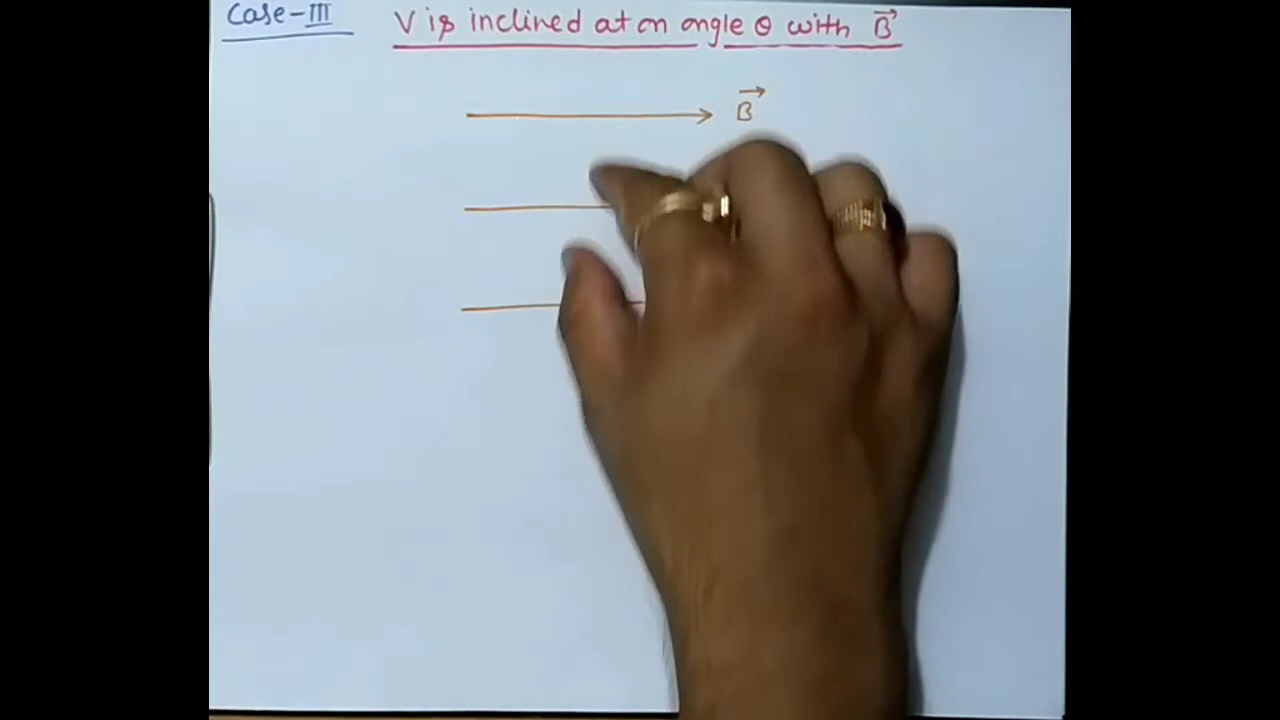 Case-III
V is inclined at an angle θ with B⃗
B⃗